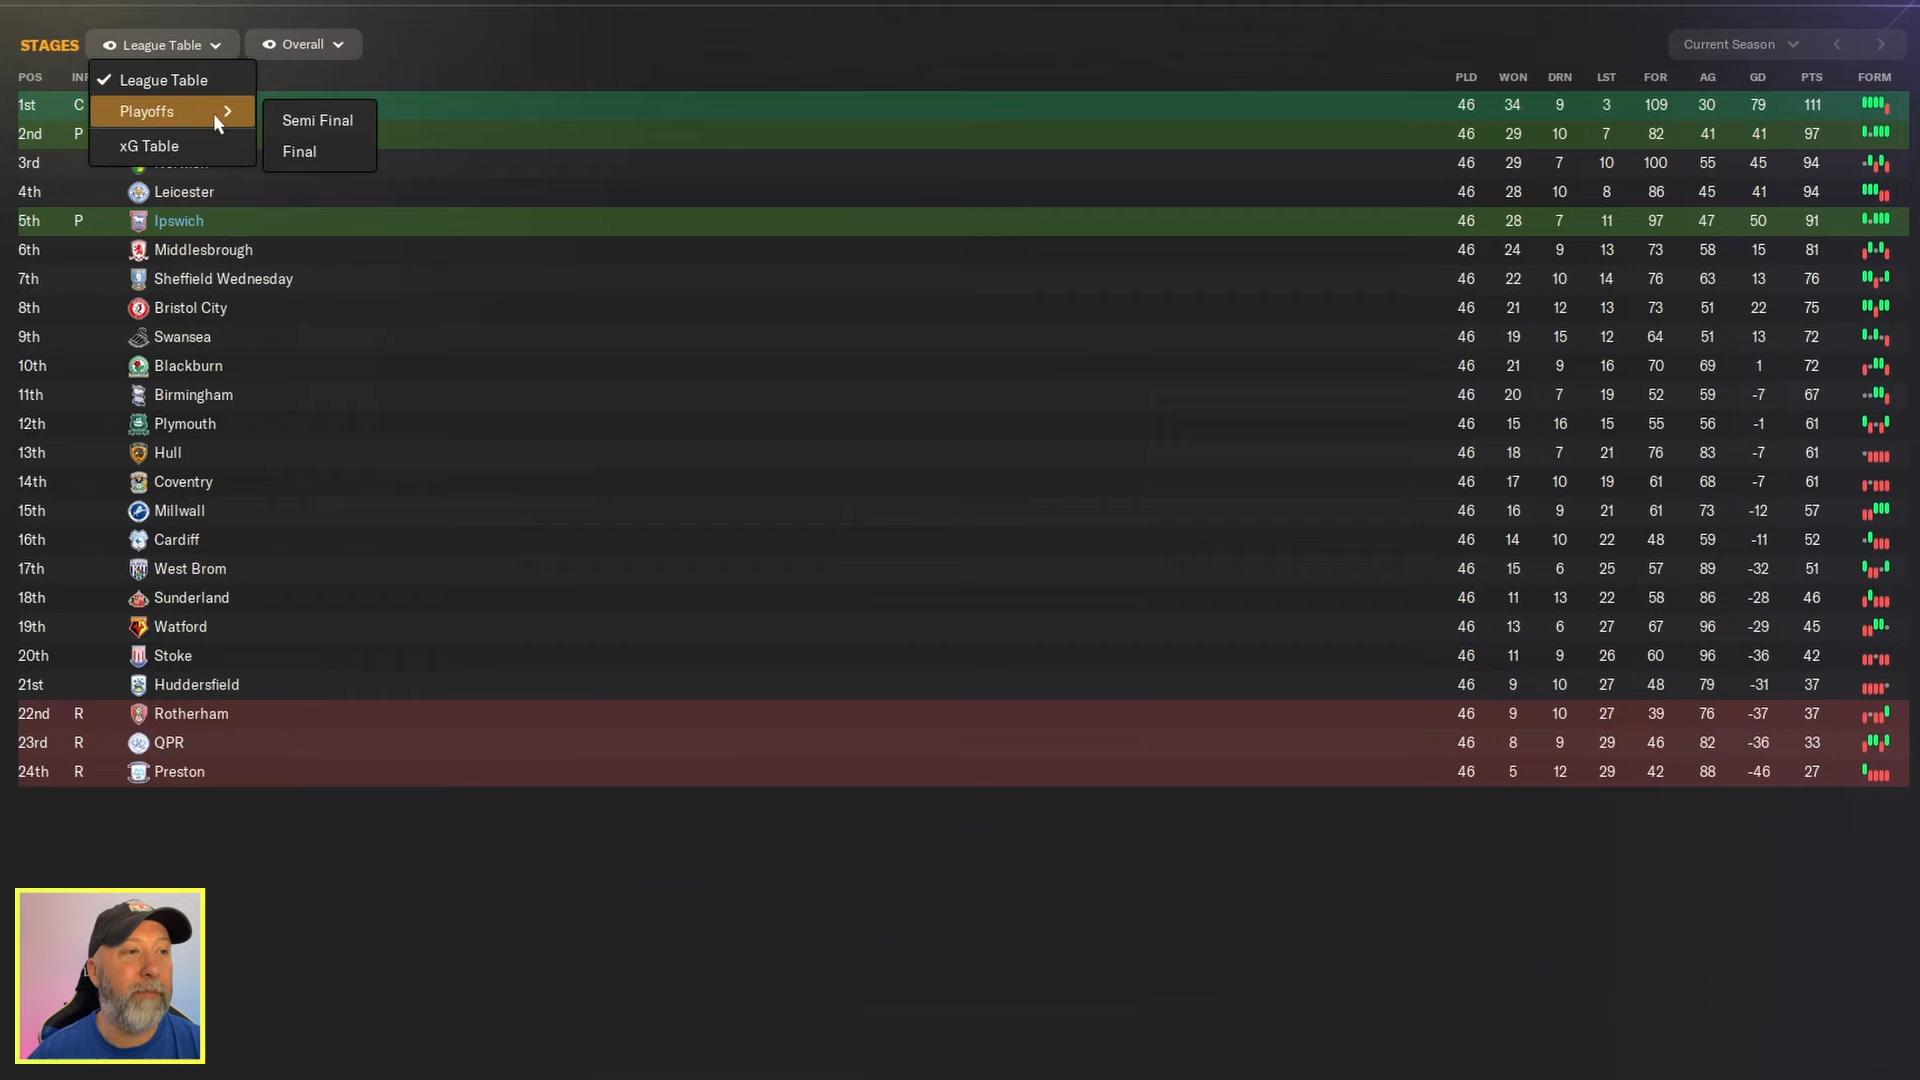 STAGES League Table Overall Current Season
POS INF PLD WON DRN LST FOR AG GD PTS FORM
League Table
Playoffs
xG Table
Semi Final
Final
1st C 46 34 9 3 109 30 79 111
2nd P 46 29 10 7 82 41 41 97
3rd 46 29 7 10 100 55 45 94
4th Leicester 46 28 10 8 86 45 41 94
5th P Ipswich 46 28 7 11 97 47 50 91
6th Middlesbrough 46 24 9 13 73 58 15 81
7th Sheffield Wednesday 46 22 10 14 76 63 13 76
8th Bristol City 46 21 12 13 73 51 22 75
9th Swansea 46 19 15 12 64 51 13 72
10th Blackburn 46 21 9 16 70 69 1 72
11th Birmingham 46 20 7 19 52 59 -7 67
12th Plymouth 46 15 16 15 55 56 -1 61
13th Hull 46 18 7 21 76 83 -7 61
14th Coventry 46 17 10 19 61 68 -7 61
15th Millwall 46 16 9 21 61 73 -12 57
16th Cardiff 46 14 10 22 48 59 -11 52
17th West Brom 46 15 6 25 57 89 -32 51
18th Sunderland 46 11 13 22 58 86 -28 46
19th Watford 46 13 6 27 67 96 -29 45
20th Stoke 46 11 9 26 60 96 -36 42
21st Huddersfield 46 9 10 27 48 79 -31 37
22nd R Rotherham 46 9 10 27 39 76 -37 37
23rd R QPR 46 8 9 29 46 82 -36 33
24th R Preston 46 5 12 29 42 88 -46 27